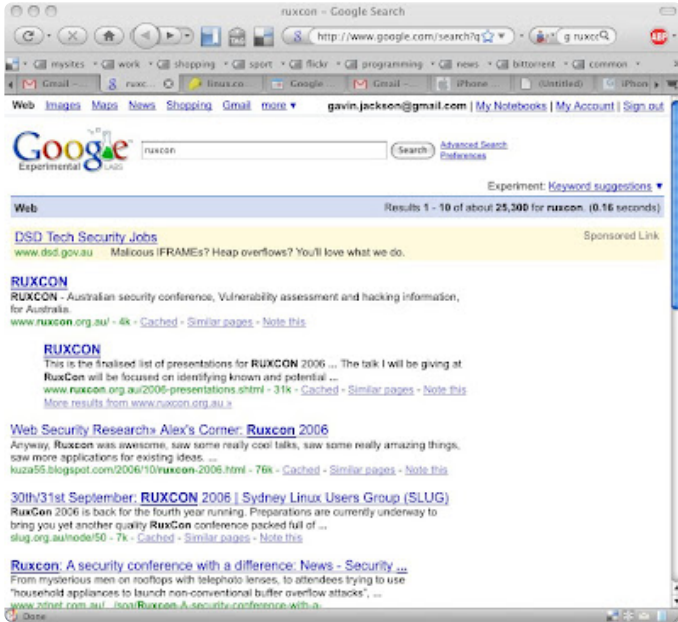 ruxcon - Google Search
http://www.google.com/search?q
g ruxcc
mysites work shopping sport flickr programming news bittorrent common
Gmail - ... ruxc... linux.co... Google ... Gmail - ... iPhone ... (Untitled) iPhon
Web Images Maps News Shopping Gmail more ▼ gavin.jackson@gmail.com | My Notebooks | My Account | Sign out
Google
Experimental LABS
ruxcon Search Advanced Search
Preferences
Experiment: Keyword suggestions ▼
Web Results 1 - 10 of about 25,300 for ruxcon. (0.16 seconds)
DSD Tech Security Jobs Sponsored Link
www.dsd.gov.au Malicous IFRAMEs? Heap overflows? You'll love what we do.
RUXCON
RUXCON - Australian security conference, Vulnerability assessment and hacking information,
for Australia.
www.ruxcon.org.au/ - 4k - Cached - Similar pages - Note this
RUXCON
This is the finalised list of presentations for RUXCON 2006 ... The talk I will be giving at
RuxCon will be focused on identifying known and potential ...
www.ruxcon.org.au/2006-presentations.shtml - 31k - Cached - Similar pages - Note this
More results from www.ruxcon.org.au »
Web Security Research» Alex's Corner: Ruxcon 2006
Anyway, Ruxcon was awesome, saw some really cool talks, saw some really amazing things,
saw more applications for existing ideas. ...
kuza55.blogspot.com/2006/10/ruxcon-2006.html - 76k - Cached - Similar pages - Note this
30th/31st September: RUXCON 2006 | Sydney Linux Users Group (SLUG)
RuxCon 2006 is back for the fourth year running. Preparations are currently underway to
bring you yet another quality RuxCon conference packed full of ...
slug.org.au/node/50 - 7k - Cached - Similar pages - Note this
Ruxcon: A security conference with a difference: News - Security ...
From mysterious men on rooftops with telephoto lenses, to attendees trying to use
"household appliances to launch non-conventional buffer overflow attacks", ...
www.zdnet.com.au/.../soa/Ruxcon-A-security-conference-with-a-
Done